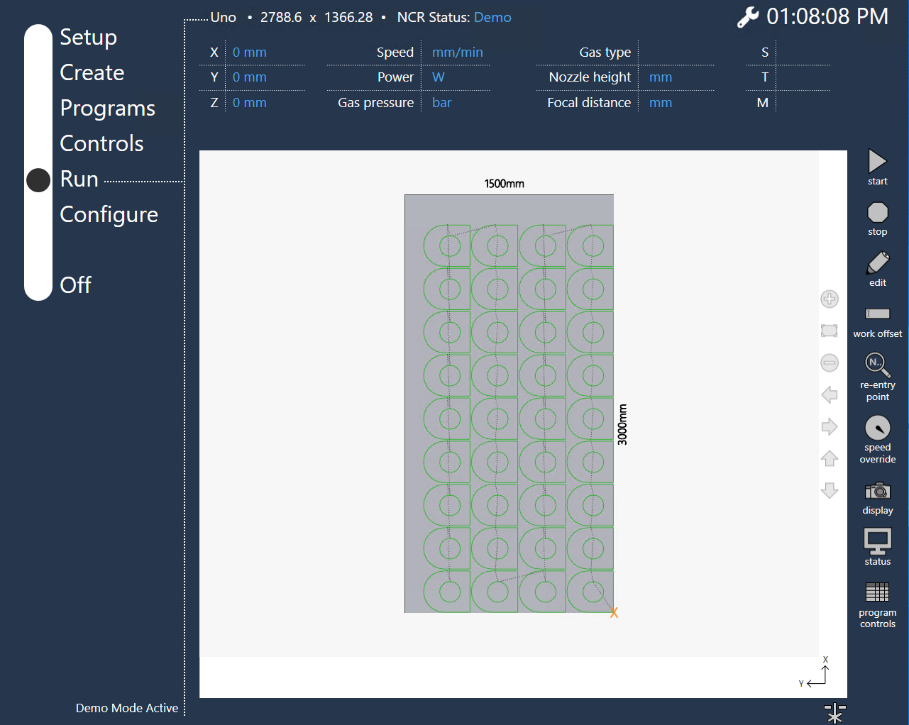 Uno • 2788.6 x 1366.28 • NCR Status: Demo
01:08:08 PM
Setup
Create
Programs
Controls
Run
Configure
Off
X 0 mm Speed mm/min Gas type S
Y 0 mm Power W Nozzle height mm T
Z 0 mm Gas pressure bar Focal distance mm M
1500mm
3000mm
X
X
Y
start
stop
edit
work offset
N..
re-entry
point
speed
override
display
status
program
controls
Demo Mode Active